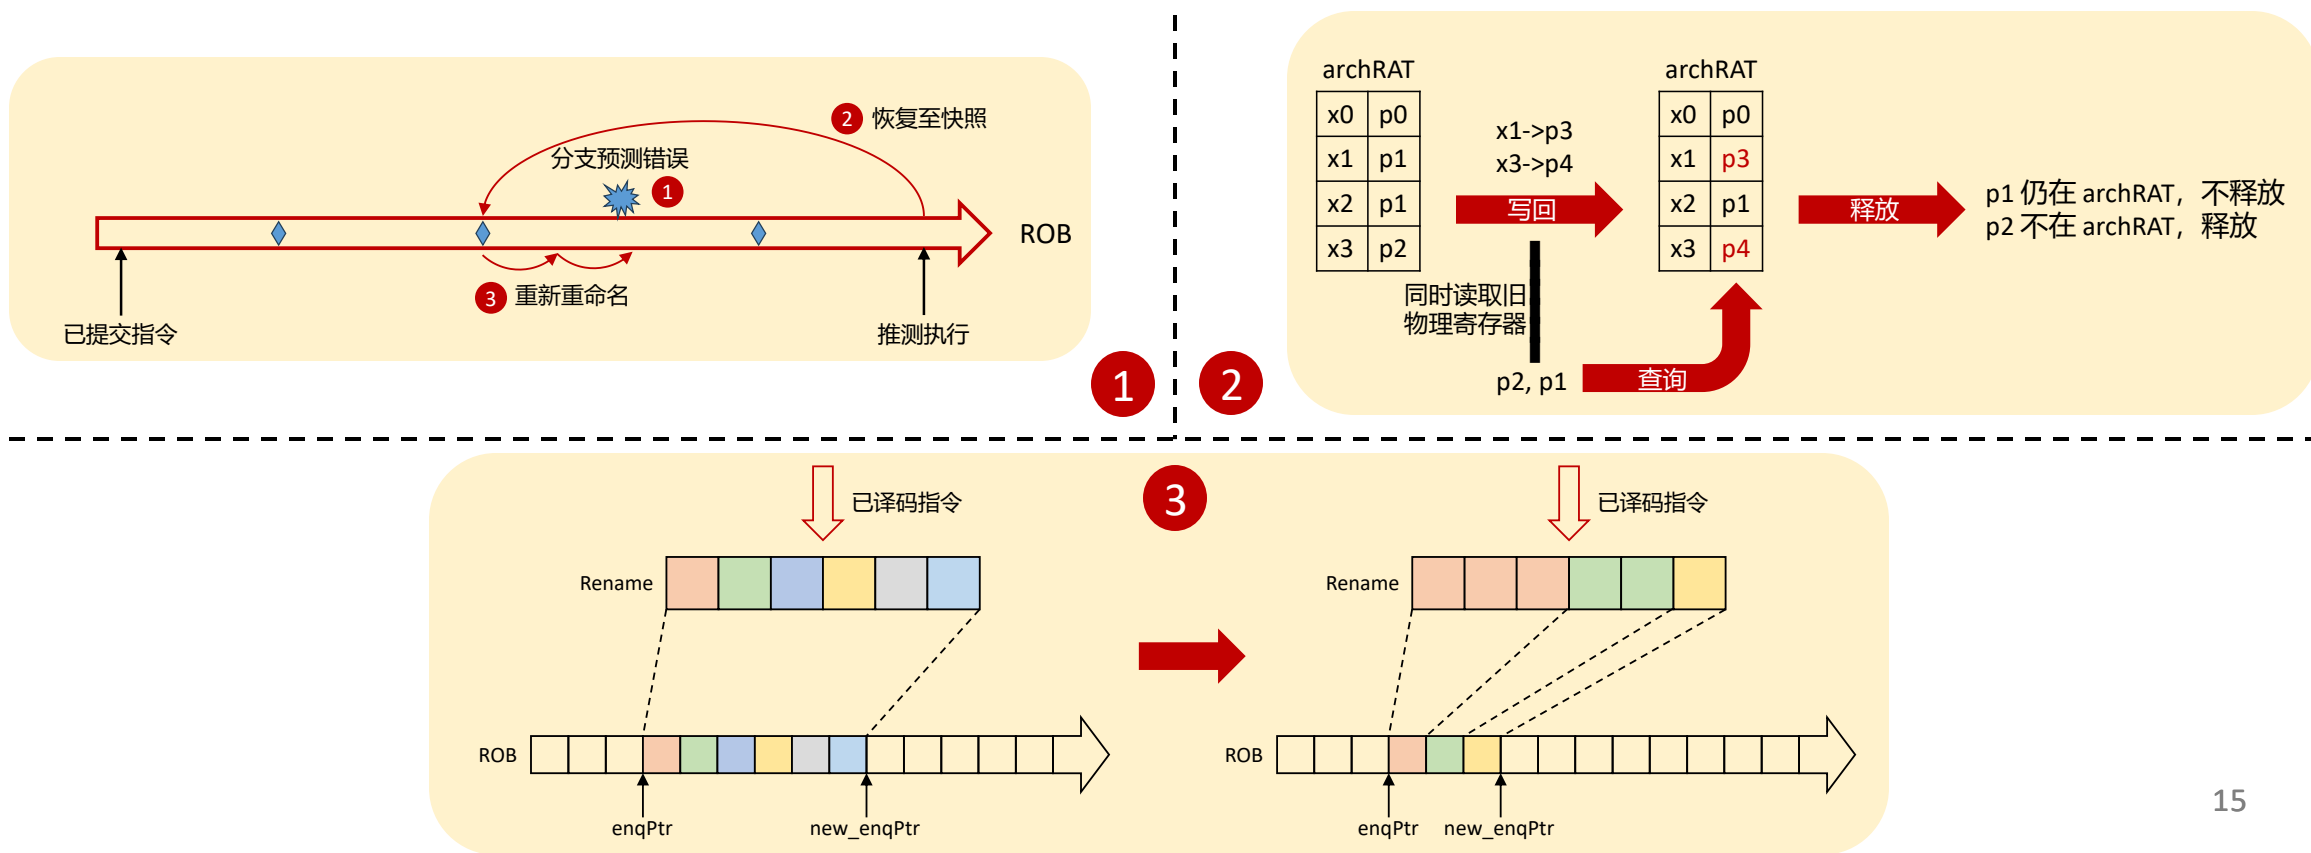 2 恢复至快照
分支预测错误
1
ROB
3 重新重命名
已提交指令
推测执行
1
archRAT
x0 p0
x1 p1
x2 p1
x3 p2
x1->p3
x3->p4
写回
archRAT
x0 p0
x1 p3
x2 p1
x3 p4
释放
p1 仍在 archRAT，不释放
p2 不在 archRAT，释放
同时读取旧
物理寄存器
p2, p1
查询
2
3
已译码指令
Rename
ROB
enqPtr
new_enqPtr
已译码指令
Rename
ROB
enqPtr
new_enqPtr
15